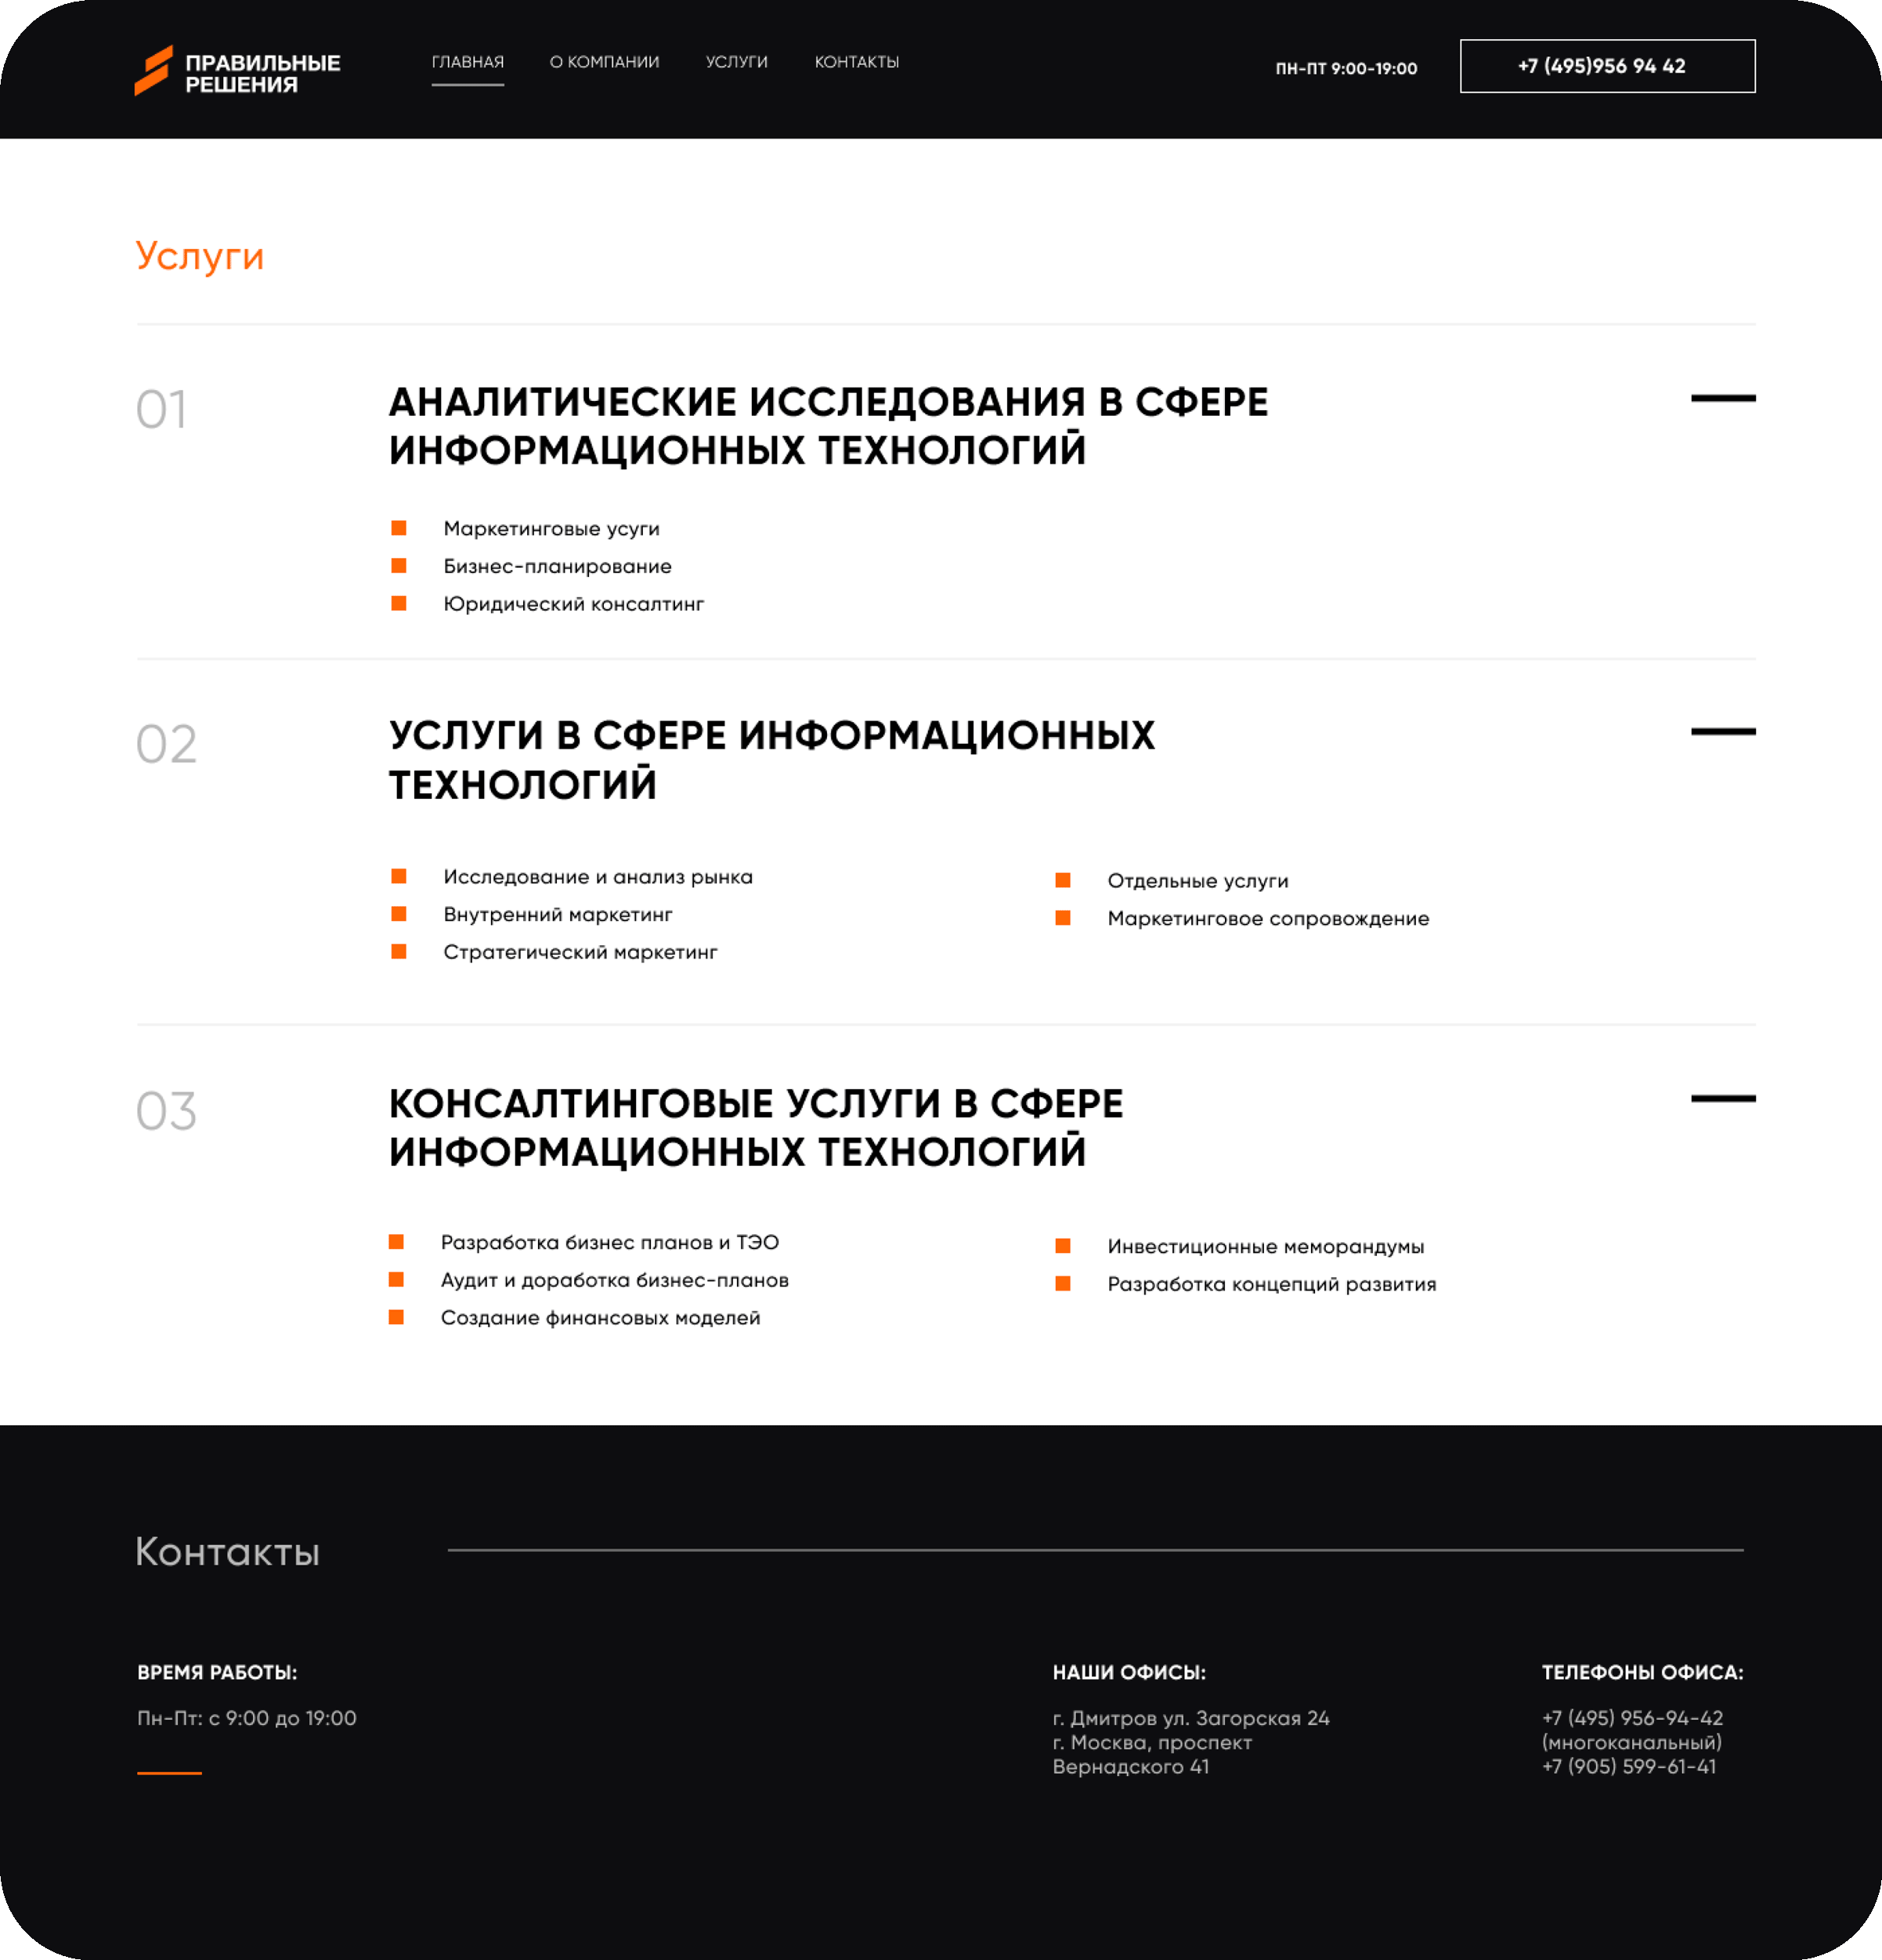 ПРАВИЛЬНЫЕ
РЕШЕНИЯ
ГЛАВНАЯ
О КОМПАНИИ
УСЛУГИ
КОНТАКТЫ
ПН-ПТ 9:00-19:00
+7 (495)956 94 42
Услуги
01
АНАЛИТИЧЕСКИЕ ИССЛЕДОВАНИЯ В СФЕРЕ
ИНФОРМАЦИОННЫХ ТЕХНОЛОГИЙ
Маркетинговые усуги
Бизнес-планирование
Юридический консалтинг
02
УСЛУГИ В СФЕРЕ ИНФОРМАЦИОННЫХ
ТЕХНОЛОГИЙ
Исследование и анализ рынка
Внутренний маркетинг
Стратегический маркетинг
Отдельные услуги
Маркетинговое сопровождение
03
КОНСАЛТИНГОВЫЕ УСЛУГИ В СФЕРЕ
ИНФОРМАЦИОННЫХ ТЕХНОЛОГИЙ
Разработка бизнес планов и ТЭО
Аудит и доработка бизнес-планов
Создание финансовых моделей
Инвестиционные меморандумы
Разработка концепций развития
Контакты
ВРЕМЯ РАБОТЫ:
Пн-Пт: с 9:00 до 19:00
НАШИ ОФИСЫ:
г. Дмитров ул. Загорская 24
г. Москва, проспект
Вернадского 41
ТЕЛЕФОНЫ ОФИСА:
+7 (495) 956-94-42
(многоканальный)
+7 (905) 599-61-41